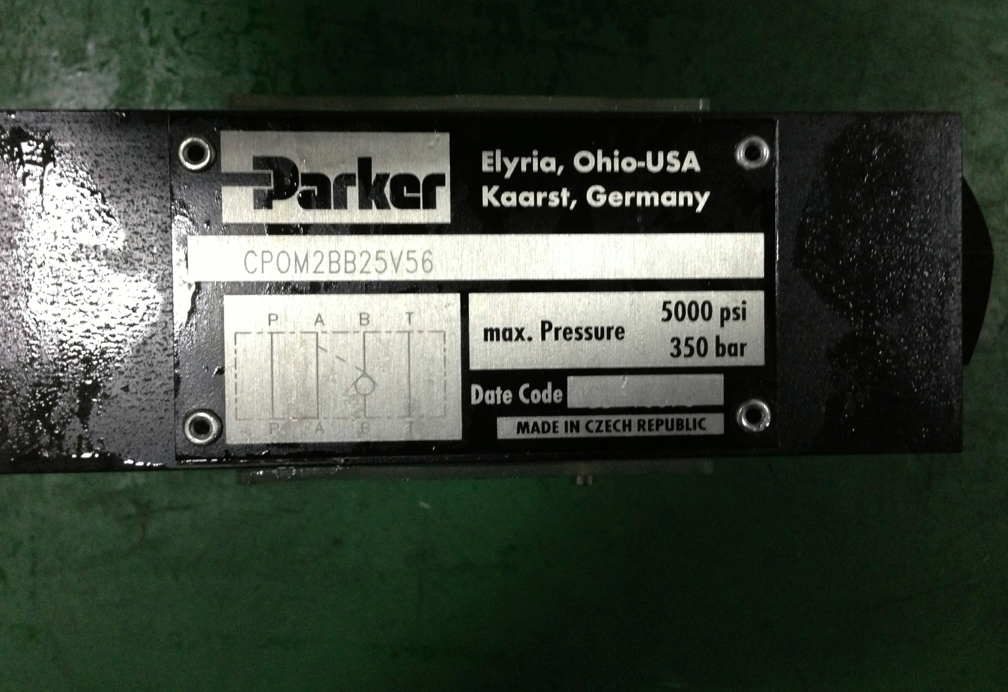 Parker
Elyria, Ohio-USA
Kaarst, Germany
CPOM2BB25V56
P A B T
max. Pressure 5000 psi
350 bar
Date Code
P A B T
MADE IN CZECH REPUBLIC